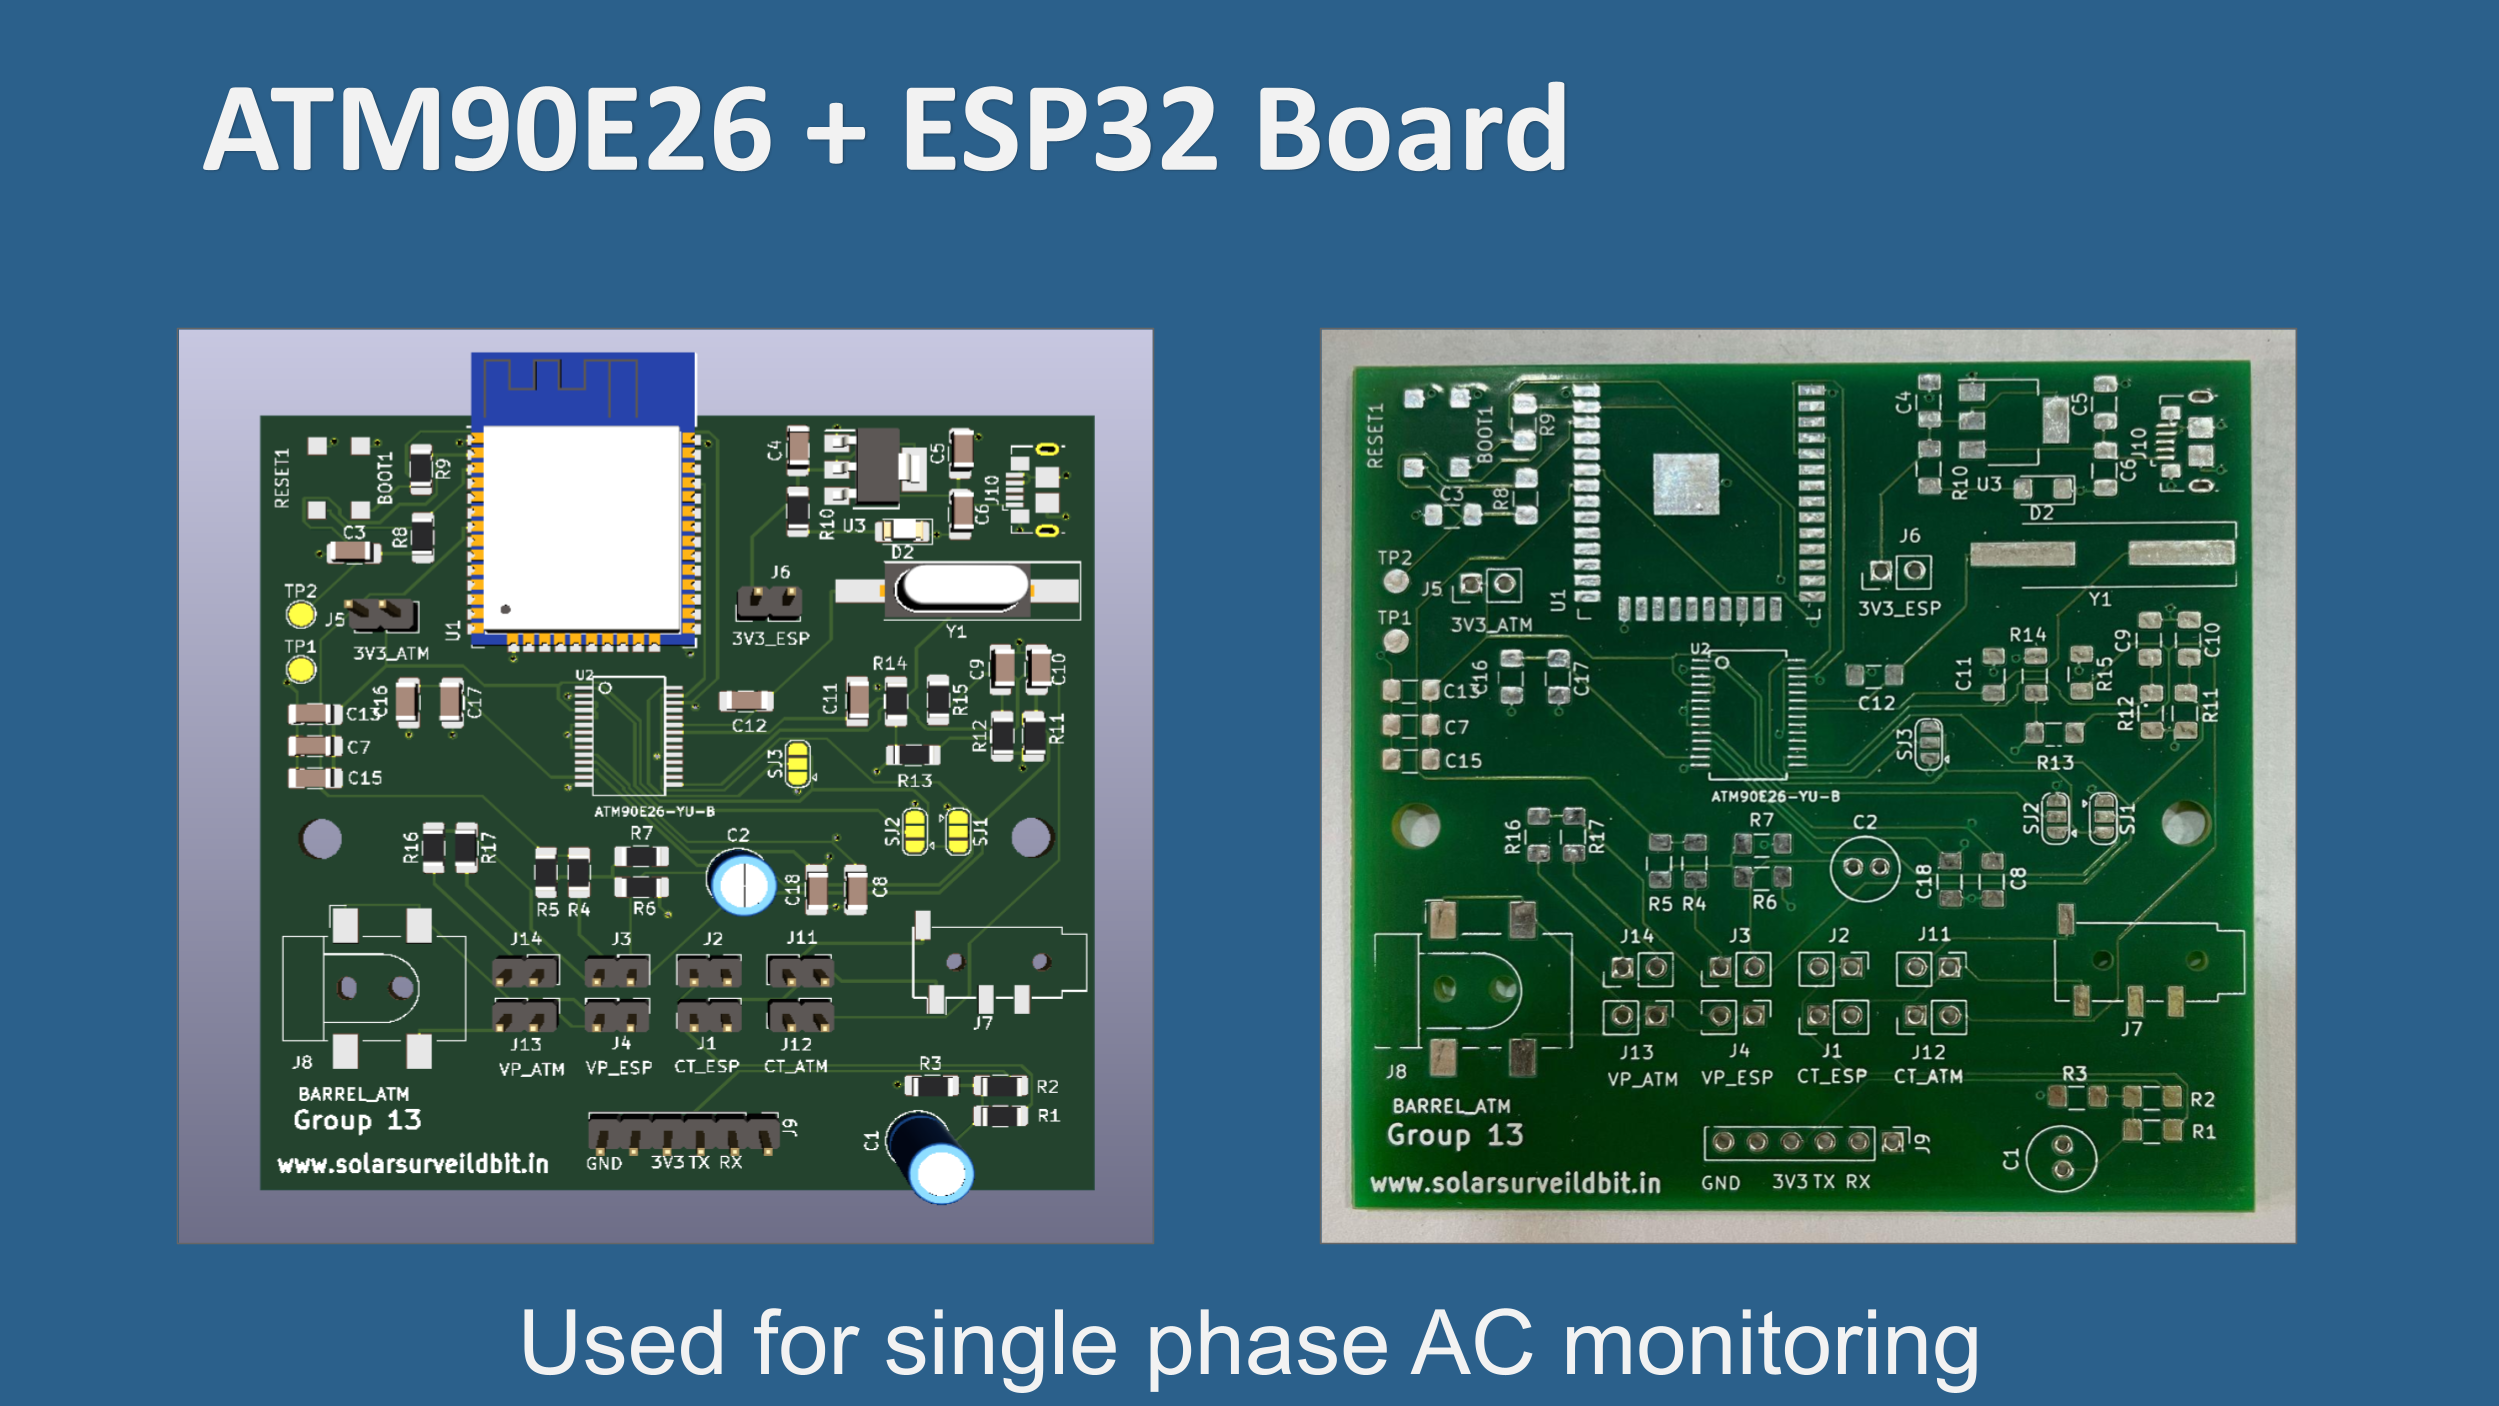 ATM90E26 + ESP32 Board
RESET1
BOOT1
R9
C3
R8
TP2
J5
TP1
3V3_ATM
U1
C4
R10
U3
C5
C6
J10
D2
J6
3V3_ESP
Y1
C16
C17
C13
C7
C15
U2
ATM90E26-YU-B
C12
C11
R14
R15
C9
C10
R12
R11
R13
SJ3
SJ2
SJ1
R16
R17
R7
R5 R4
R6
C2
C18
C8
J14
J3
J2
J11
J13
J4
J1
J12
VP_ATM
VP_ESP
CT_ESP
CT_ATM
J7
J8
BARREL_ATM
Group 13
www.solarsurveildbit.in
R3
R2
R1
C1
J9
GND 3V3 TX RX
RESET1
BOOT1
R9
C3
R8
TP2
J5
TP1
3V3_ATM
U1
C4
R10
U3
C5
C6
J10
D2
J6
3V3_ESP
Y1
C16
C17
C13
C7
C15
U2
ATM90E26-YU-B
C12
C11
R14
R15
C9
C10
R12
R11
R13
SJ3
SJ2
SJ1
R16
R17
R7
R5 R4
R6
C2
C18
C8
J14
J3
J2
J11
J13
J4
J1
J12
VP_ATM
VP_ESP
CT_ESP
CT_ATM
J7
J8
BARREL_ATM
Group 13
www.solarsurveildbit.in
R3
R2
R1
C1
J9
GND 3V3 TX RX
Used for single phase AC monitoring